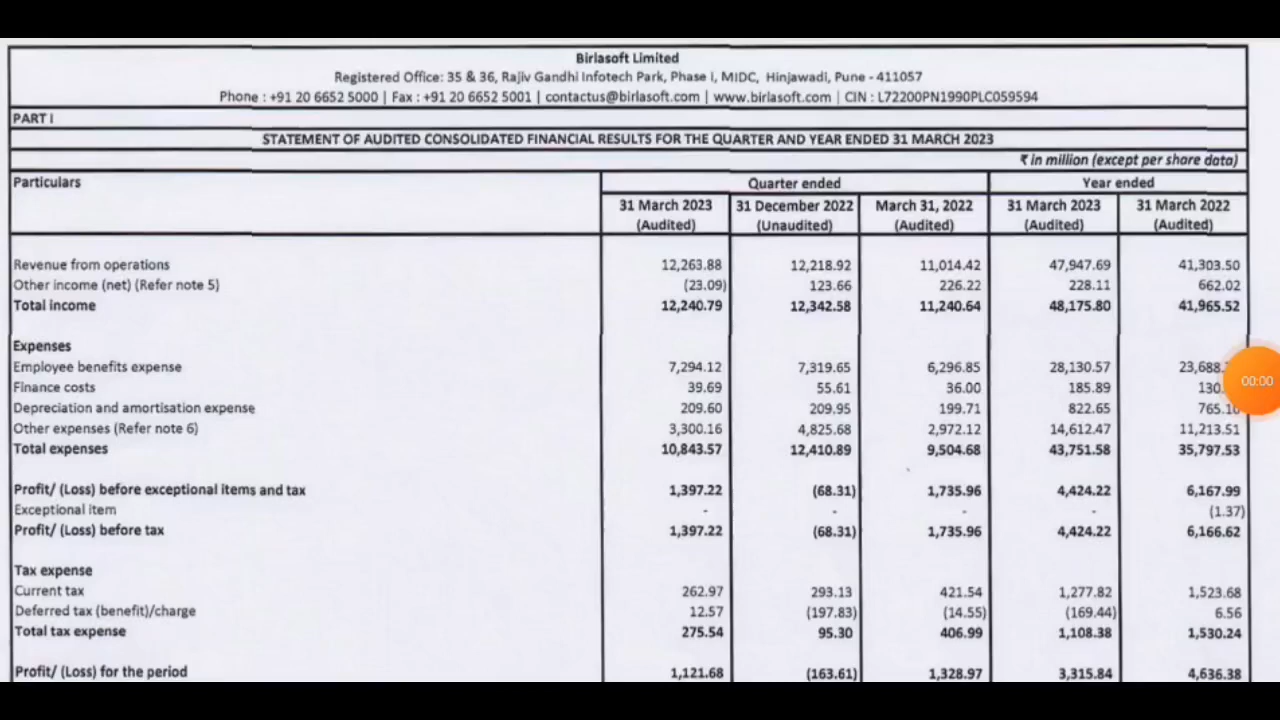 Birlasoft Limited
Registered Office: 35 & 36, Rajiv Gandhi Infotech Park, Phase I, MIDC, Hinjawadi, Pune - 411057
Phone : +91 20 6652 5000 | Fax : +91 20 6652 5001 | contactus@birlasoft.com | www.birlasoft.com | CIN : L72200PN1990PLC059594
PART I
STATEMENT OF AUDITED CONSOLIDATED FINANCIAL RESULTS FOR THE QUARTER AND YEAR ENDED 31 MARCH 2023
₹ in million (except per share data)
Particulars Quarter ended Year ended
31 March 2023 31 December 2022 March 31, 2022 31 March 2023 31 March 2022
(Audited) (Unaudited) (Audited) (Audited) (Audited)
Revenue from operations 12,263.88 12,218.92 11,014.42 47,947.69 41,303.50
Other income (net) (Refer note 5) (23.09) 123.66 226.22 228.11 662.02
Total income 12,240.79 12,342.58 11,240.64 48,175.80 41,965.52
Expenses
Employee benefits expense 7,294.12 7,319.65 6,296.85 28,130.57 23,688.
Finance costs 39.69 55.61 36.00 185.89 130.
00:00
Depreciation and amortisation expense 209.60 209.95 199.71 822.65 765.10
Other expenses (Refer note 6) 3,300.16 4,825.68 2,972.12 14,612.47 11,213.51
Total expenses 10,843.57 12,410.89 9,504.68 43,751.58 35,797.53
Profit/ (Loss) before exceptional items and tax 1,397.22 (68.31) 1,735.96 4,424.22 6,167.99
Exceptional item - - - - (1.37)
Profit/ (Loss) before tax 1,397.22 (68.31) 1,735.96 4,424.22 6,166.62
Tax expense
Current tax 262.97 293.13 421.54 1,277.82 1,523.68
Deferred tax (benefit)/charge 12.57 (197.83) (14.55) (169.44) 6.56
Total tax expense 275.54 95.30 406.99 1,108.38 1,530.24
Profit/ (Loss) for the period 1,121.68 (163.61) 1,328.97 3,315.84 4,636.38